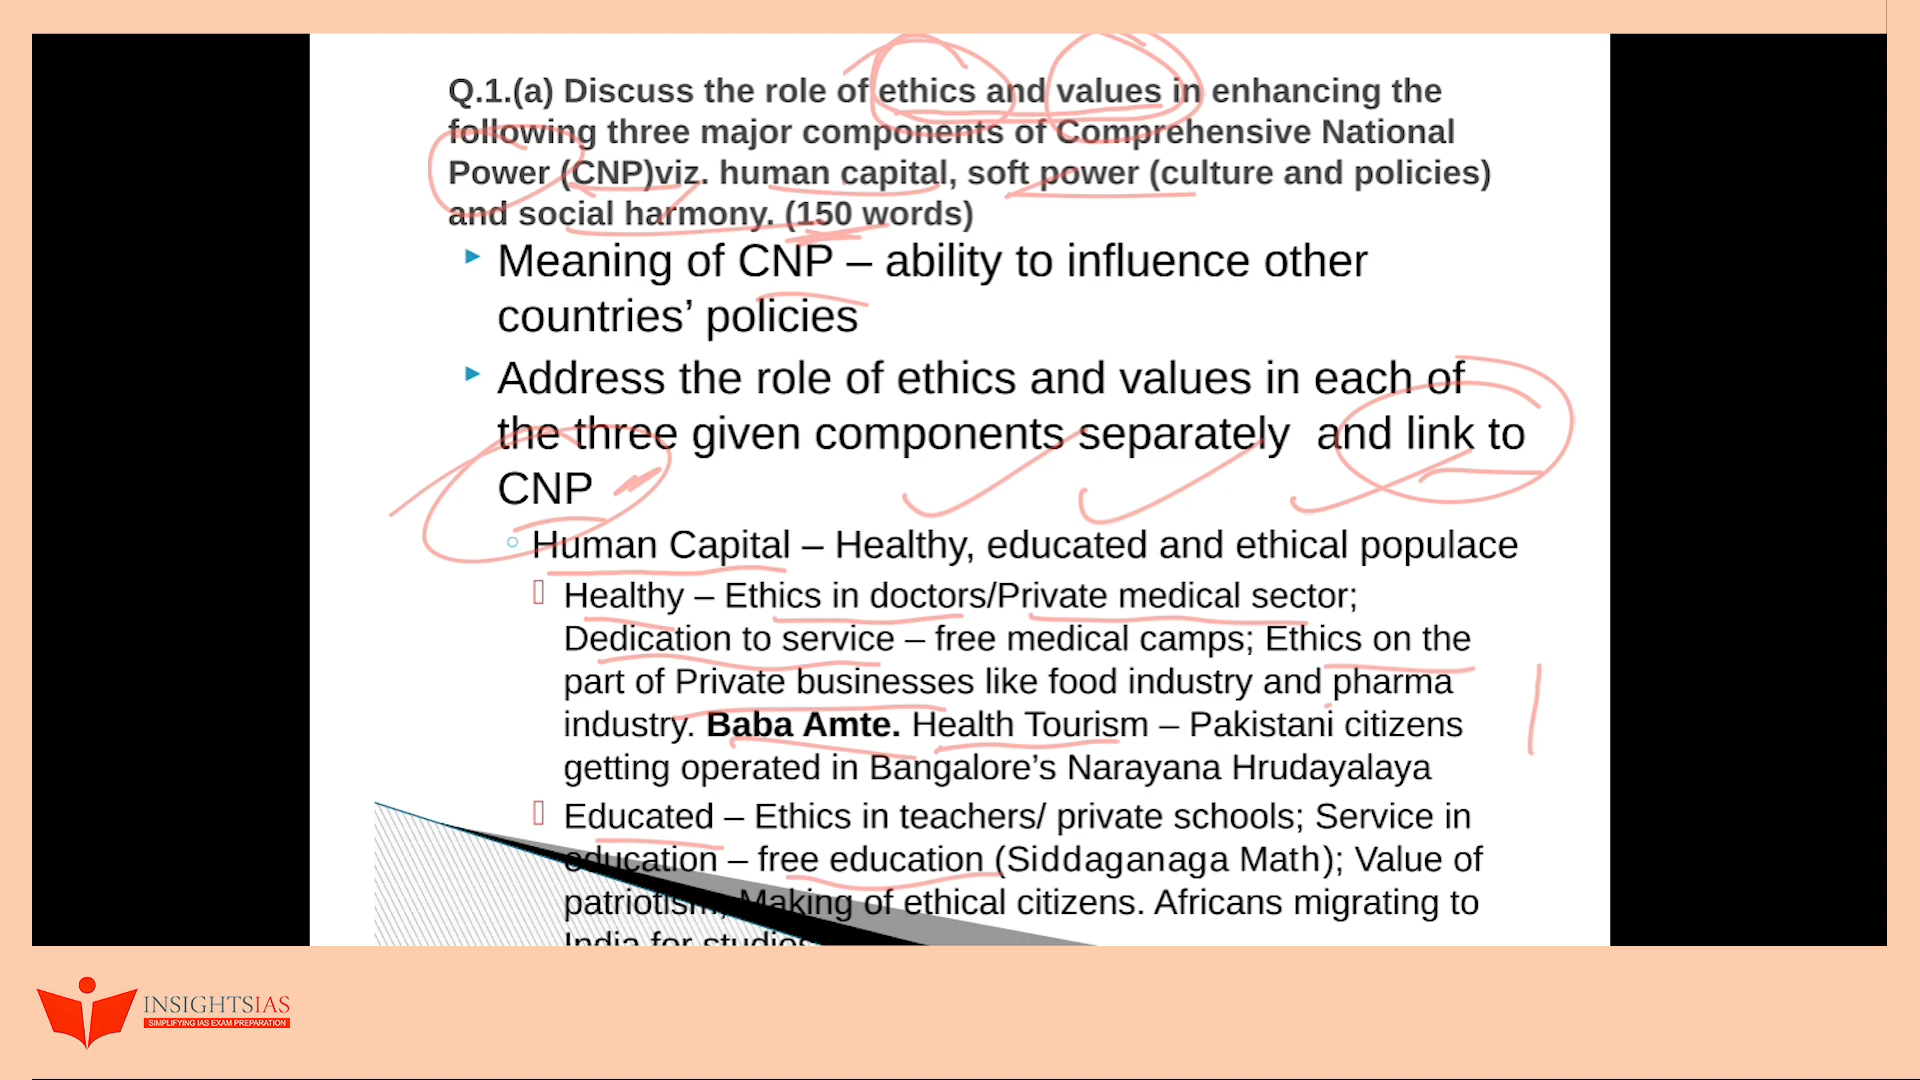 Q.1.(a) Discuss the role of ethics and values in enhancing the
following three major components of Comprehensive National
Power (CNP)viz. human capital, soft power (culture and policies)
and social harmony. (150 words)
Meaning of CNP – ability to influence other
countries’ policies
Address the role of ethics and values in each of
the three given components separately and link to
CNP
Human Capital – Healthy, educated and ethical populace
Healthy – Ethics in doctors/Private medical sector;
Dedication to service – free medical camps; Ethics on the
part of Private businesses like food industry and pharma
industry. Baba Amte. Health Tourism – Pakistani citizens
getting operated in Bangalore’s Narayana Hrudayalaya
Educated – Ethics in teachers/ private schools; Service in
education – free education (Siddaganaga Math); Value of
patriotism; Making of ethical citizens. Africans migrating to
India for studies
INSIGHTSIAS
SIMPLIFYING IAS EXAM PREPARATION